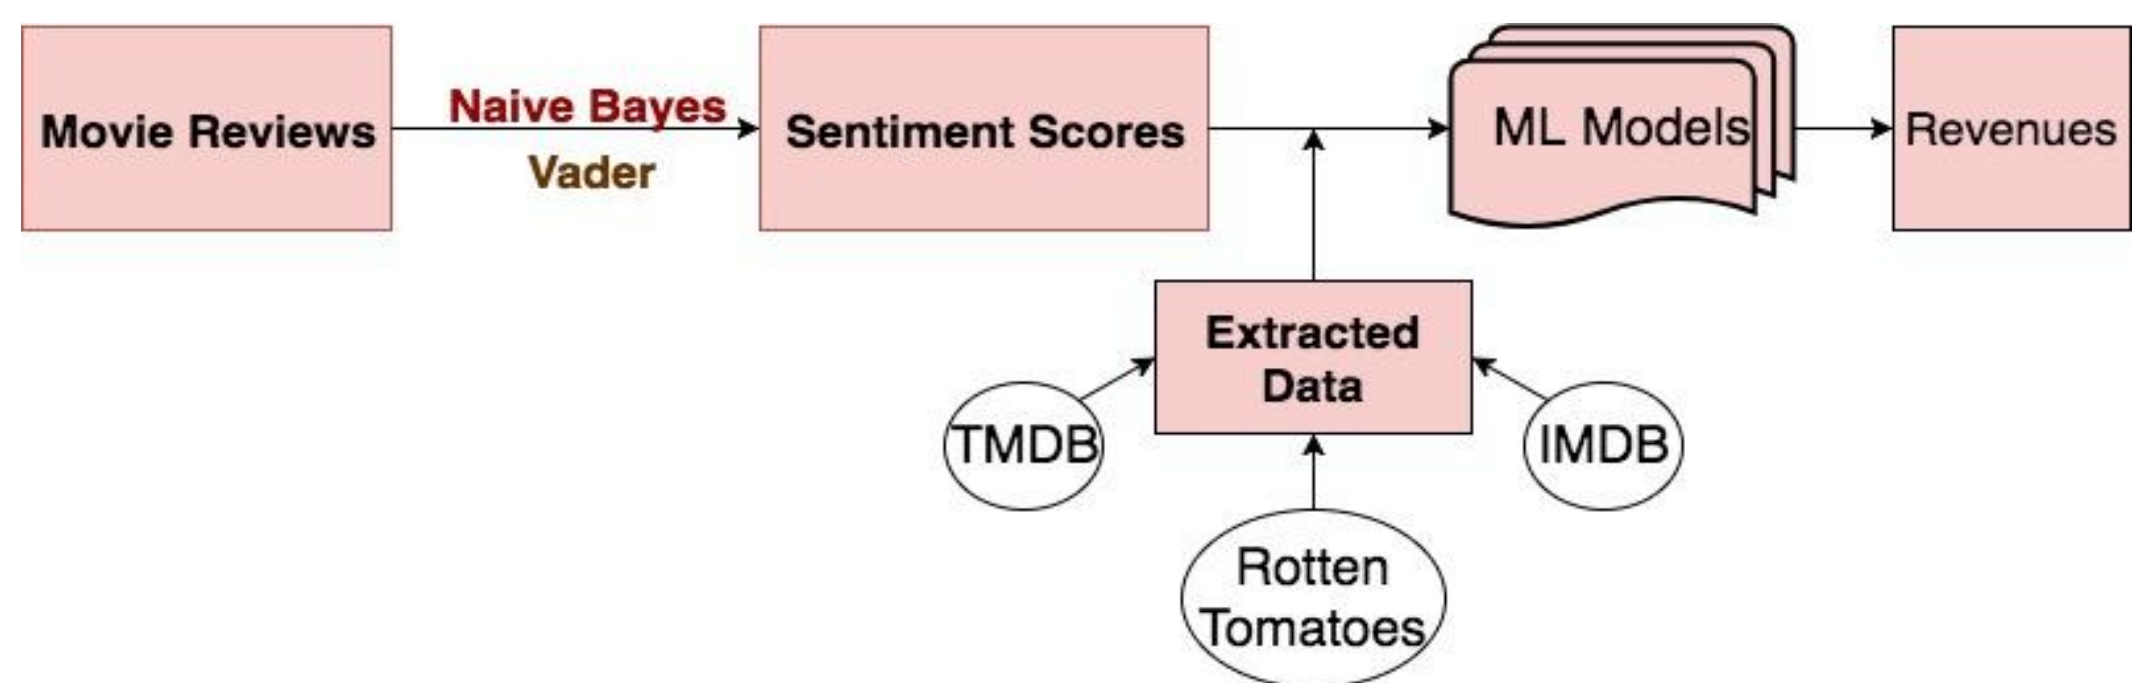 Movie Reviews
Naive Bayes
Vader
Sentiment Scores
ML Models
Revenues
Extracted
Data
TMDB
IMDB
Rotten
Tomatoes